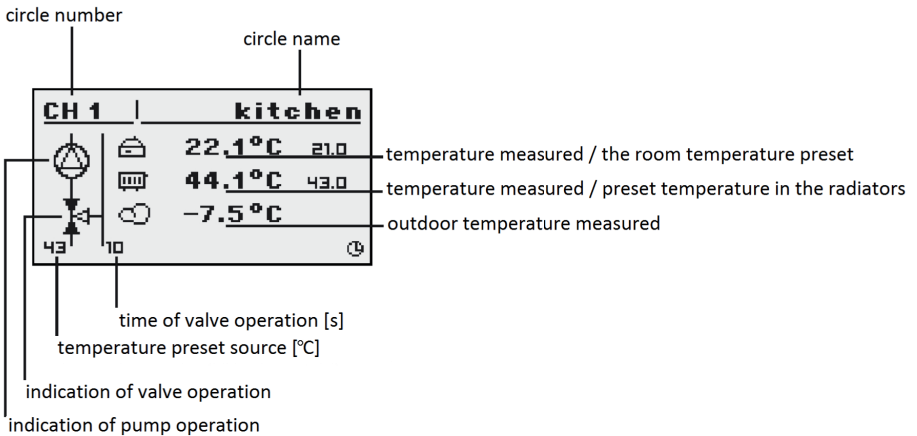 circle number
circle name
CH 1 kitchen
22.1°C 21.0
temperature measured / the room temperature preset
44.1°C 43.0
temperature measured / preset temperature in the radiators
-7.5°C
outdoor temperature measured
43 10
time of valve operation [s]
temperature preset source [°C]
indication of valve operation
indication of pump operation